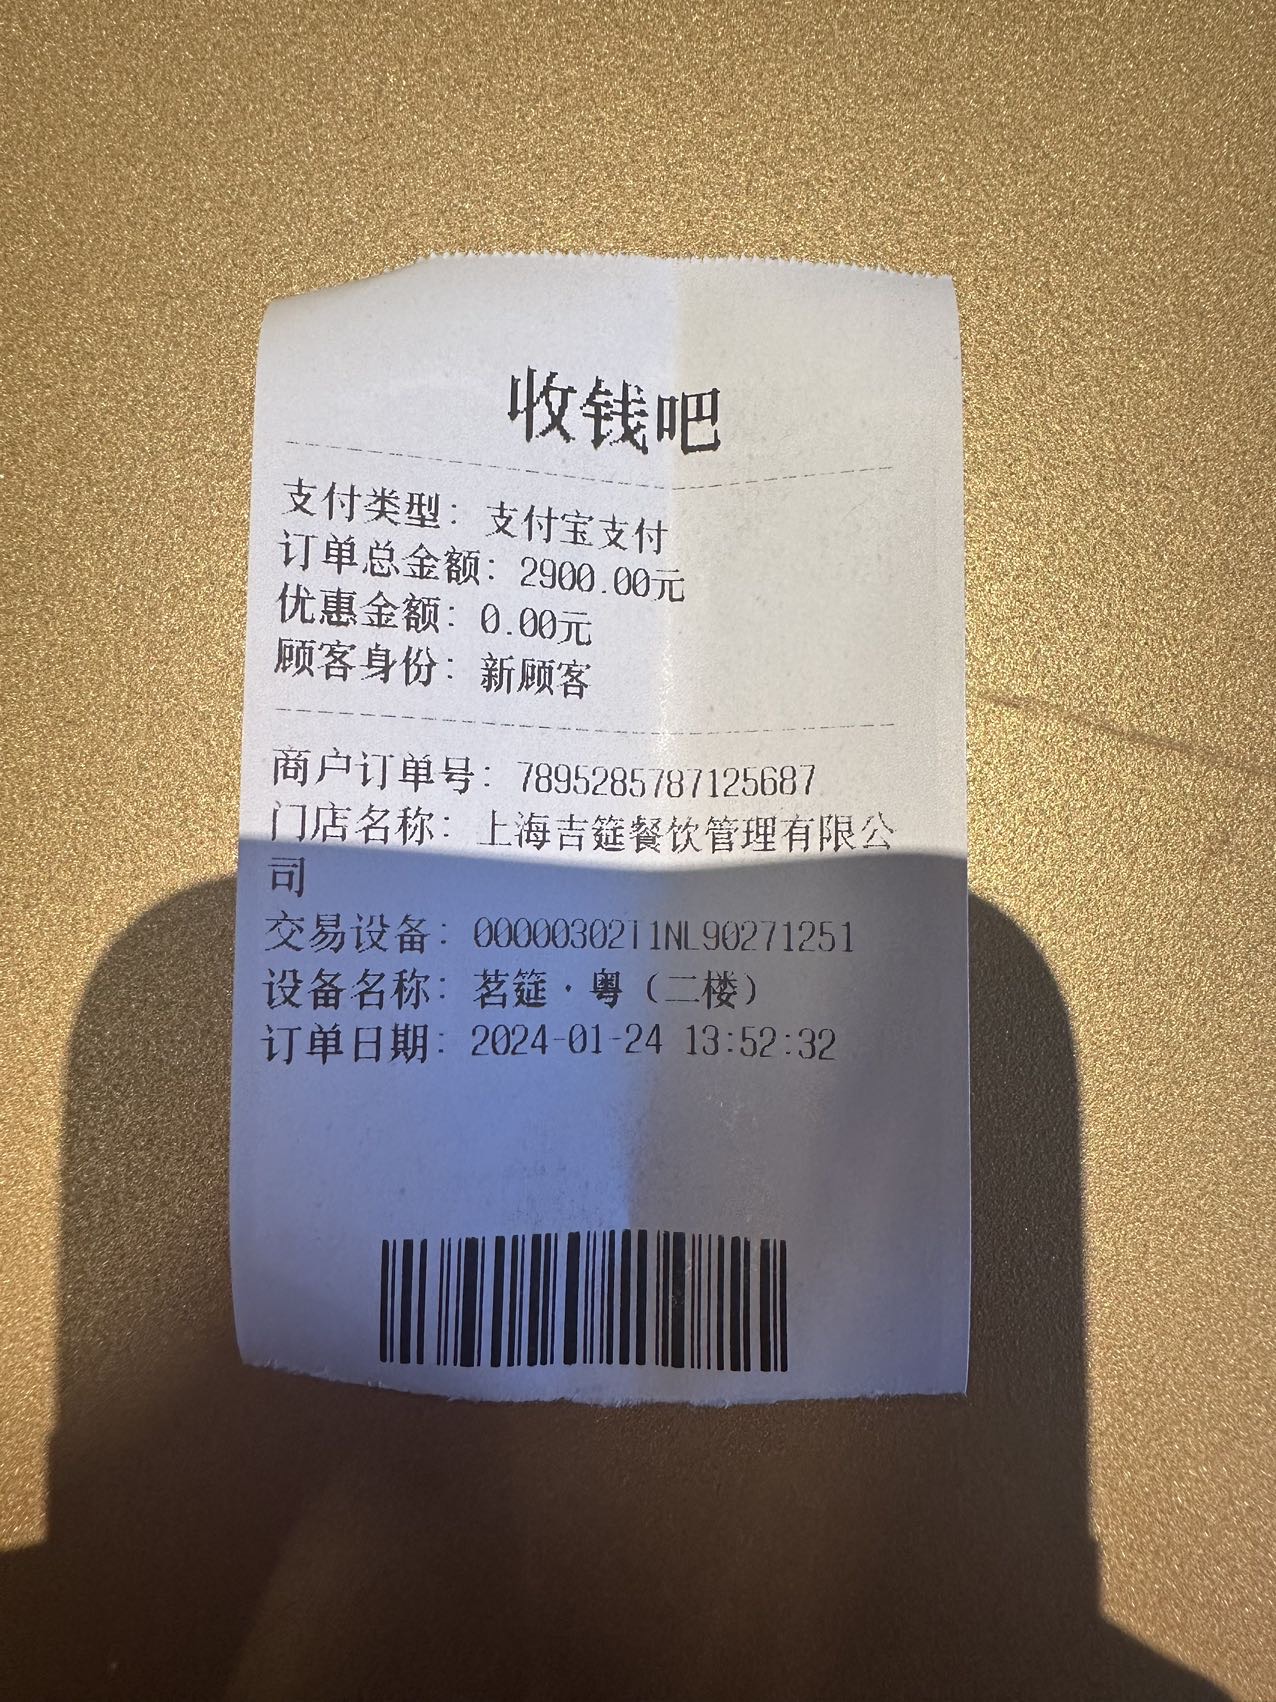 收钱吧
支付类型：支付宝支付
订单总金额：2900.00元
优惠金额：0.00元
顾客身份：新顾客
商户订单号：7895285787125687
门店名称：上海吉筵餐饮管理有限公
司
交易设备：00000302T1NL90271251
设备名称：茗筵·粤（二楼）
订单日期：2024-01-24 13:52:32